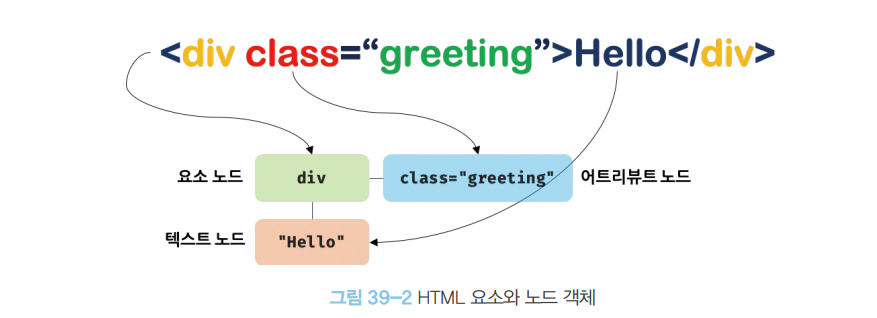 <div class=“greeting”>Hello</div>
요소 노드 div class="greeting" 어트리뷰트 노드
텍스트 노드 "Hello"
그림 39-2 HTML 요소와 노드 객체